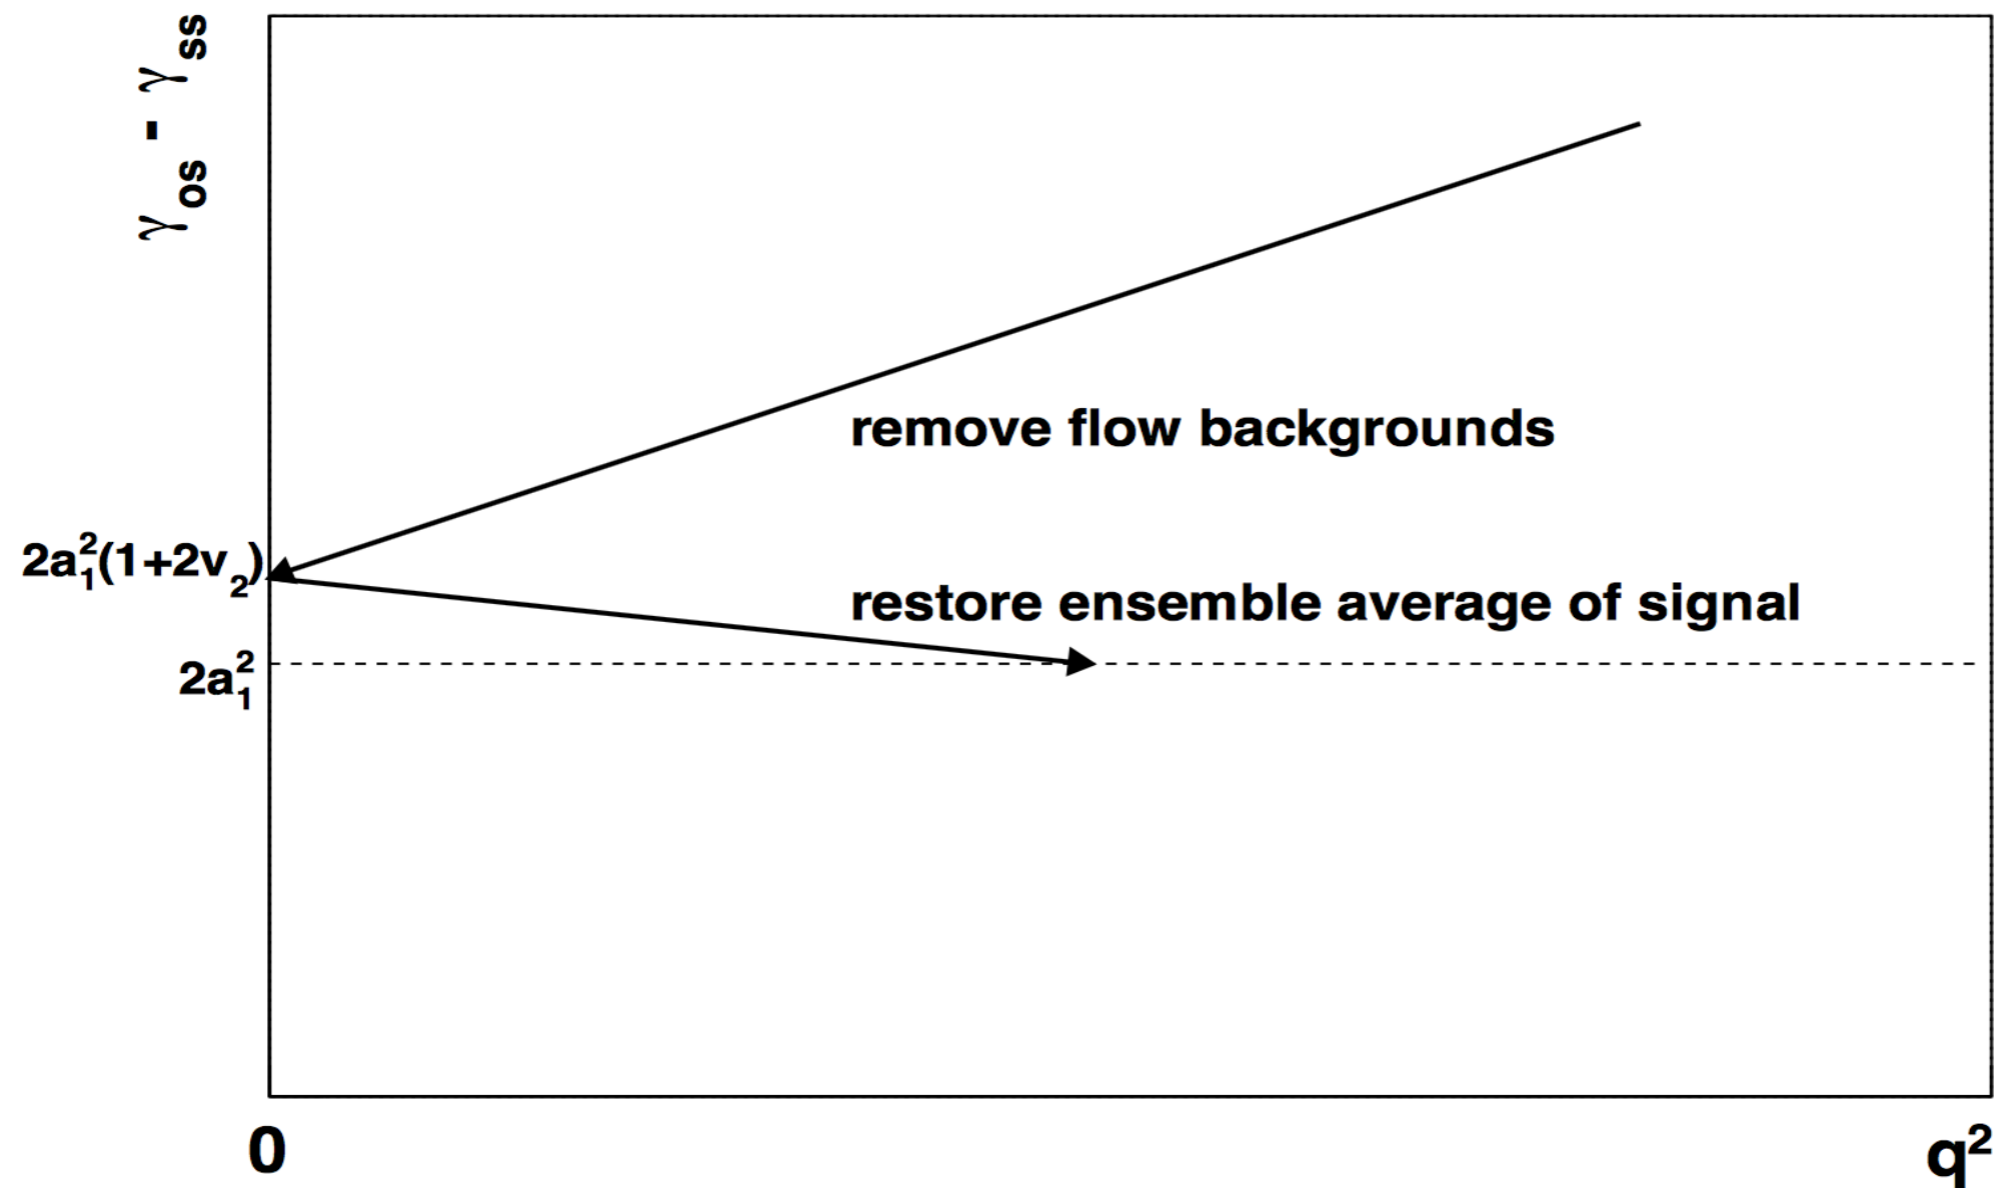 γos - γss
remove flow backgrounds
2a₁²(1+2v₂)
restore ensemble average of signal
2a₁²
0
q²